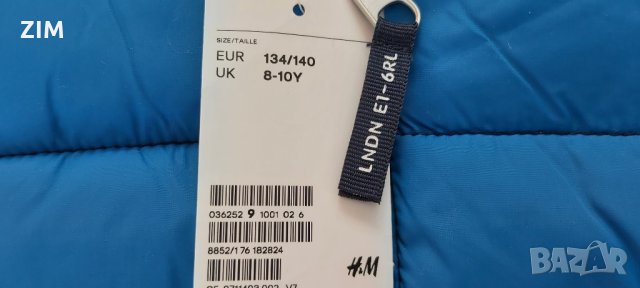 ZIM
SIZE/TAILLE
EUR 134/140
UK 8-10Y
LNDN E1-6RL
036252 9 1001 02 6
8852/176 182824
H&M
BAZAR